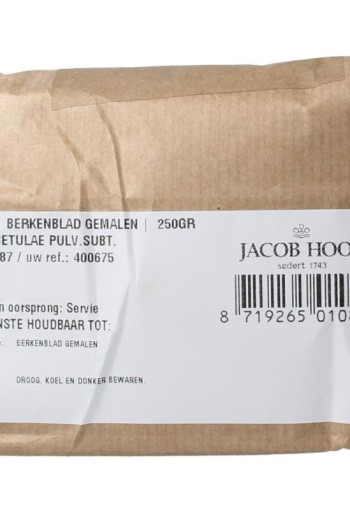 BERKENBLAD GEMALEN | 250GR
BETULAE PULV.SUBT.
87 / uw ref.: 400675
JACOB HOO
sedert 1743
n oorsprong: Servie
NSTE HOUDBAAR TOT:
BERKENBLAD GEMALEN
DROOG, KOEL EN DONKER BEWAREN.
8 719265 010